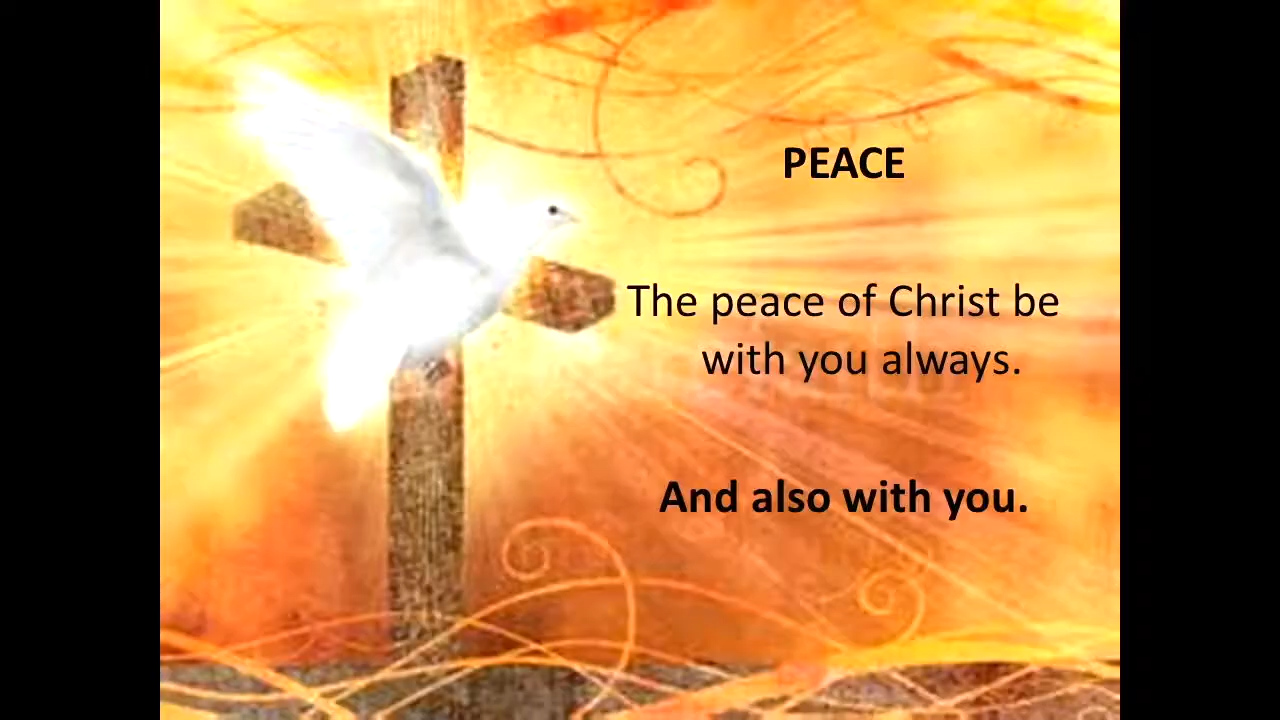 PEACE
The peace of Christ be
with you always.
And also with you.